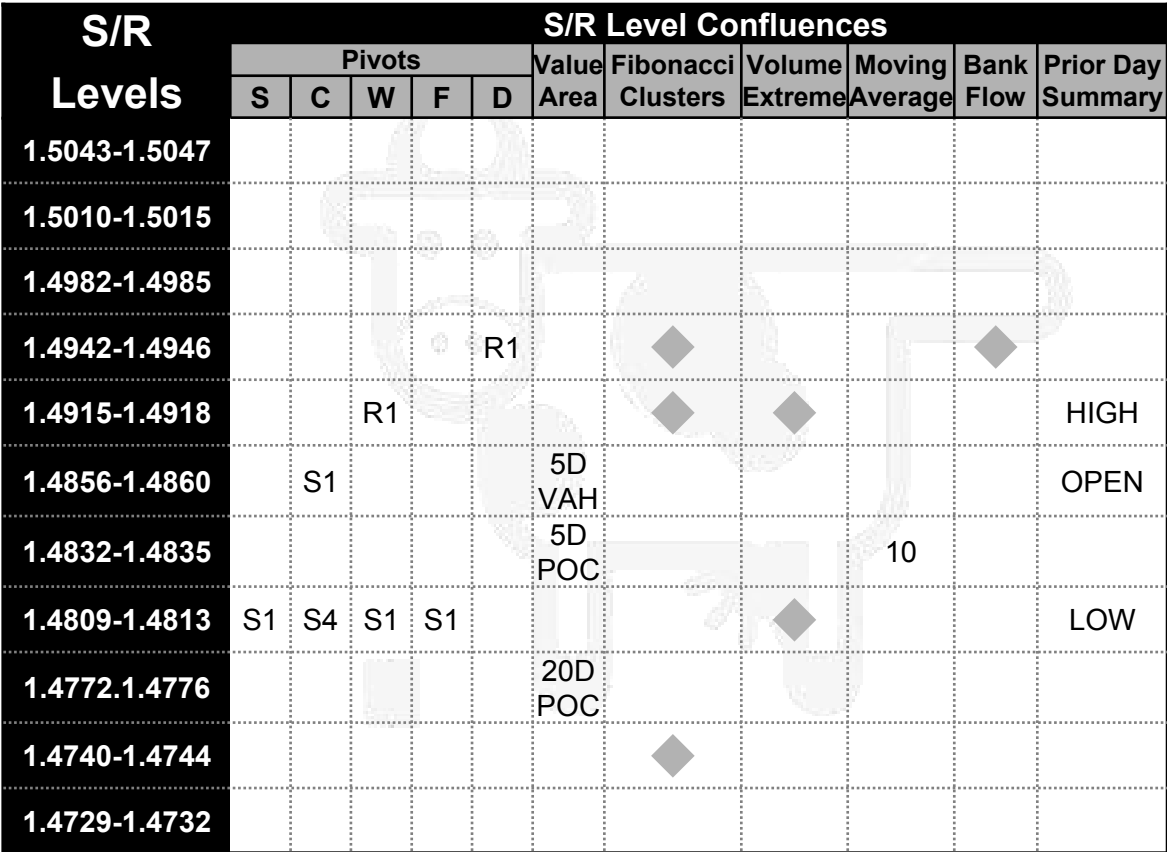 S/R Levels
S/R Level Confluences
Pivots
Value Area
Fibonacci Clusters
Volume Extreme
Moving Average
Bank Flow
Prior Day Summary
S C W F D
1.5043-1.5047
1.5010-1.5015
1.4982-1.4985
1.4942-1.4946 R1
1.4915-1.4918 R1 HIGH
1.4856-1.4860 S1 5D VAH OPEN
1.4832-1.4835 5D POC 10
1.4809-1.4813 S1 S4 S1 S1 LOW
1.4772.1.4776 20D POC
1.4740-1.4744
1.4729-1.4732